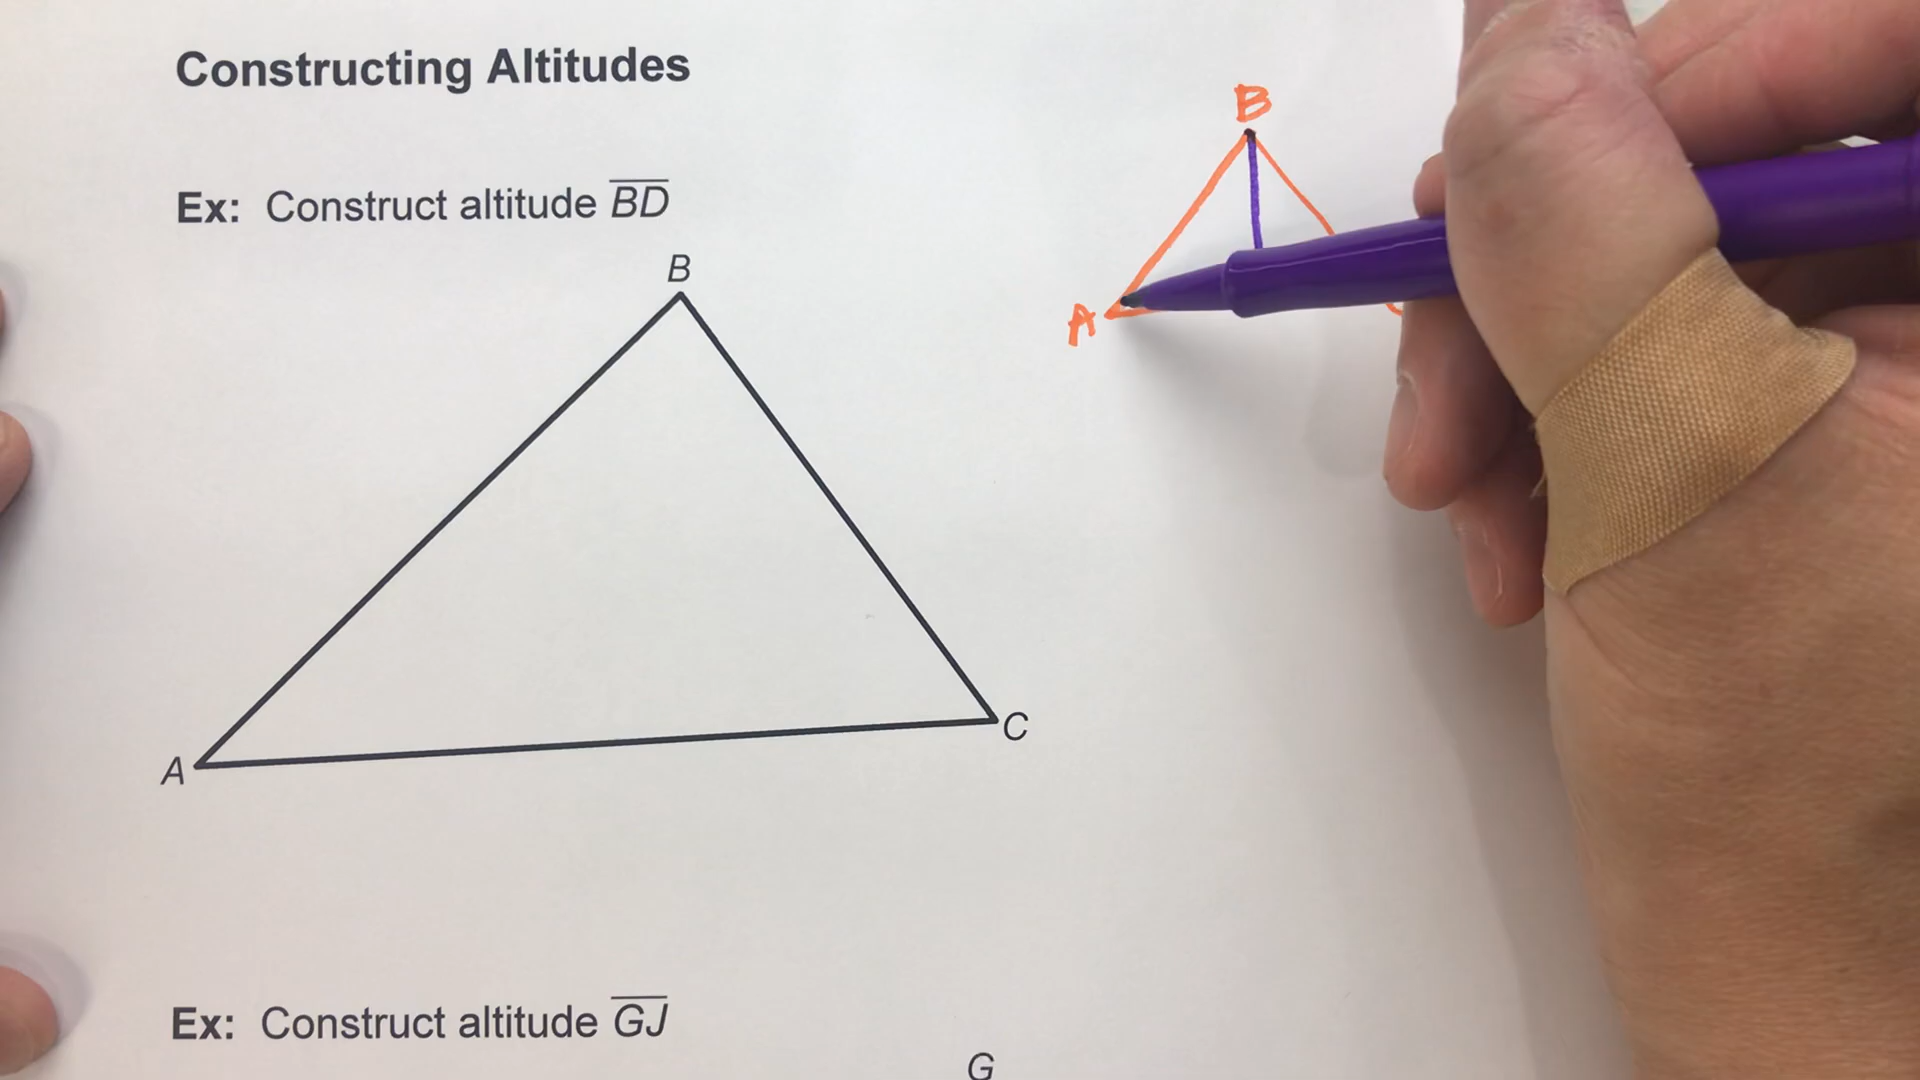 Constructing Altitudes
Ex: Construct altitude BD
B
A
C
B
A
Ex: Construct altitude GJ
G